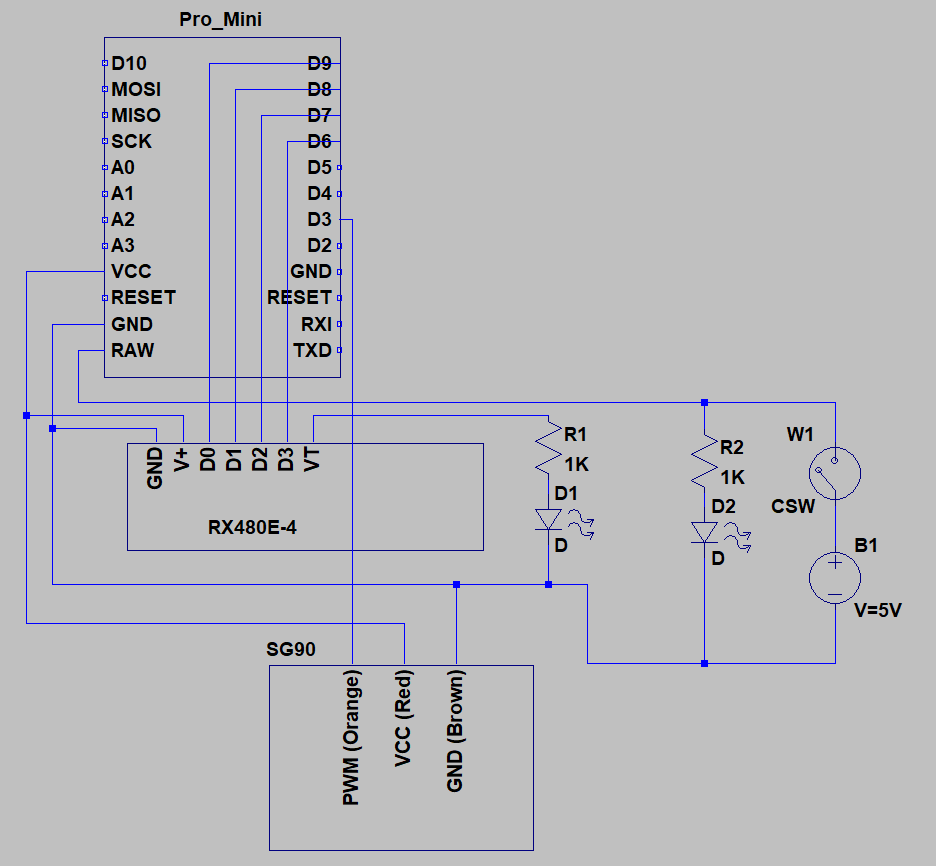 Pro_Mini
D10
MOSI
MISO
SCK
A0
A1
A2
A3
VCC
RESET
GND
RAW
D9
D8
D7
D6
D5
D4
D3
D2
GND
RESET
RXI
TXD
GND
V+
D0
D1
D2
D3
VT
RX480E-4
R1
1K
D1
D
R2
1K
D2
D
W1
CSW
B1
V=5V
SG90
PWM (Orange)
VCC (Red)
GND (Brown)